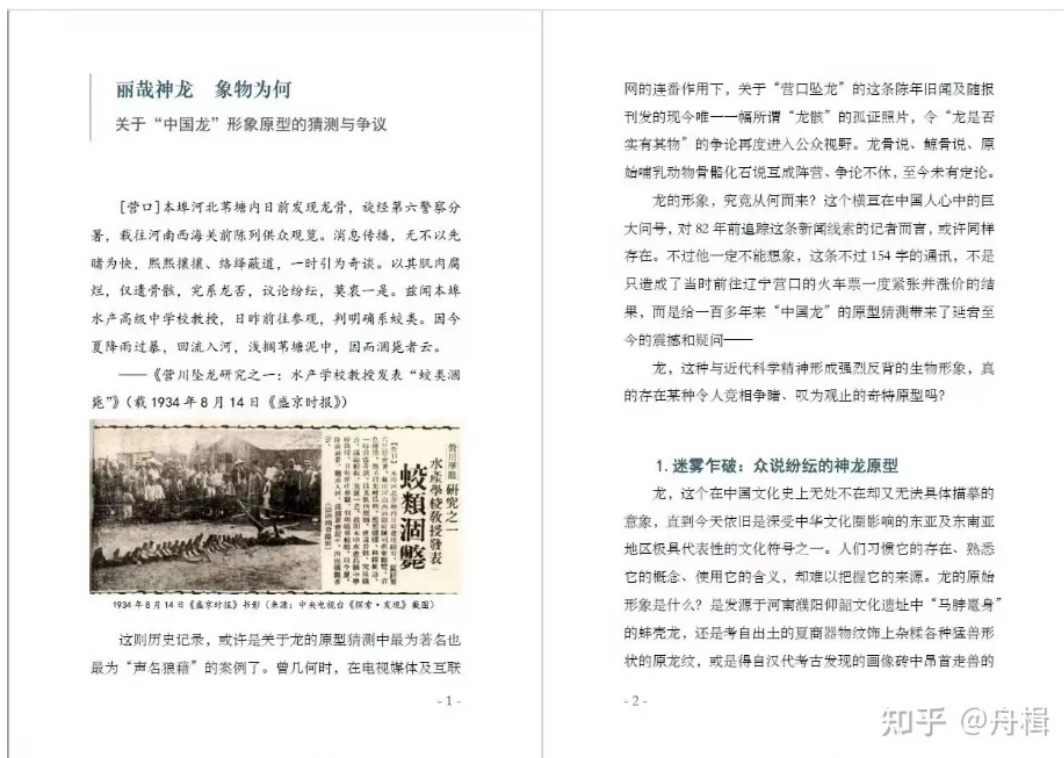 丽哉神龙 象物为何
关于“中国龙”形象原型的猜测与争议
[营口]本埠河北苇塘内日前发现龙骨，旋经第六警察分
署，载往河南西海关前陈列供众观览。消息传播，无不以先
睹为快，熙熙攘攘、络绎蔽道，一时引为奇谈。以其肌肉腐
烂，仅遗骨骸，究系龙否，议论纷纭，莫衷一是。兹闻本埠
水产高级中学校教授，日昨前往参观，判明确系蛟类。因今
夏降雨过暴，回流入河，浅搁苇塘泥中，因而涸毙者云。
——《营川坠龙研究之一：水产学校教授发表“蛟类涸
毙”》（载 1934 年 8 月 14 日《盛京时报》）
營川墜龍 研究之一
水產學校教授發表
蛟類涸斃
1934 年 8 月 14 日《盛京时报》书影（来源：中央电视台《探索·发现》截图）
这则历史记录，或许是关于龙的原型猜测中最为著名也
最为“声名狼藉”的案例了。曾几何时，在电视媒体及互联
- 1 -
网的连番作用下，关于“营口坠龙”的这条陈年旧闻及随报
刊发的现今唯一一幅所谓“龙骸”的孤证照片，令“龙是否
实有其物”的争论再度进入公众视野。龙骨说、鲸骨说、原
始哺乳动物骨骼化石说互成阵营、争论不休，至今未有定论。
龙的形象，究竟从何而来？这个横亘在中国人心中的巨
大问号，对 82 年前追踪这条新闻线索的记者而言，或许同样
存在。不过他一定不能想象，这条不过 154 字的通讯，不是
只造成了当时前往辽宁营口的火车票一度紧张并涨价的结
果，而是给一百多年来“中国龙”的原型猜测带来了延宕至
今的震撼和疑问——
龙，这种与近代科学精神形成强烈反背的生物形象，真
的存在某种令人竞相争睹、叹为观止的奇特原型吗？
1. 迷雾乍破：众说纷纭的神龙原型
龙，这个在中国文化史上无处不在却又无法具体描摹的
意象，直到今天依旧是深受中华文化圈影响的东亚及东南亚
地区极具代表性的文化符号之一。人们习惯它的存在、熟悉
它的概念、使用它的含义，却难以把握它的来源。龙的原始
形象是什么？是发源于河南濮阳仰韶文化遗址中“马脖鼍身”
的蚌壳龙，还是考自出土的夏商器物纹饰上杂糅各种猛兽形
状的原龙纹，或是得自汉代考古发现的画像砖中昂首走兽的
- 2 -
知乎 @舟楫